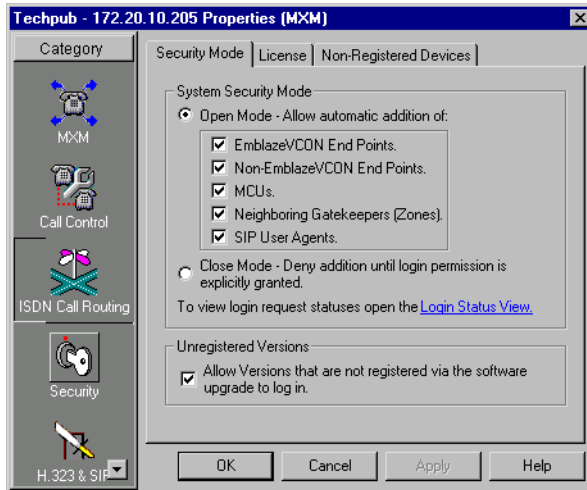 Techpub - 172.20.10.205 Properties (MXM)
Category
MXM
Call Control
ISDN Call Routing
Security
H.323 & SIP
Security Mode
License
Non-Registered Devices
System Security Mode
Open Mode - Allow automatic addition of:
EmblazeVCON End Points.
Non-EmblazeVCON End Points.
MCUs.
Neighboring Gatekeepers (Zones).
SIP User Agents.
Close Mode - Deny addition until login permission is
explicitly granted.
To view login request statuses open the Login Status View.
Unregistered Versions
Allow Versions that are not registered via the software
upgrade to log in.
OK
Cancel
Apply
Help